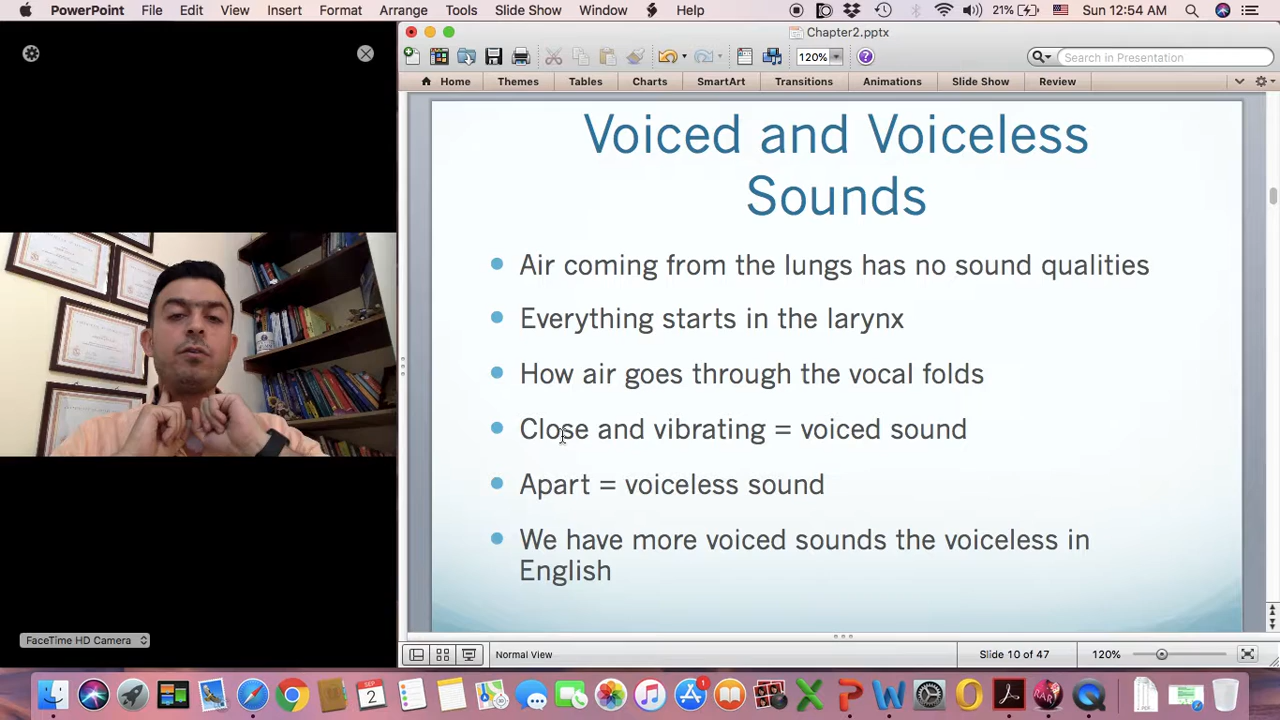 PowerPoint File Edit View Insert Format Arrange Tools Slide Show Window Help 21% Sun 12:54 AM
Chapter2.pptx
120% Search in Presentation
Home Themes Tables Charts SmartArt Transitions Animations Slide Show Review
Voiced and Voiceless
Sounds
Air coming from the lungs has no sound qualities
Everything starts in the larynx
How air goes through the vocal folds
Close and vibrating = voiced sound
Apart = voiceless sound
We have more voiced sounds the voiceless in
English
FaceTime HD Camera
Normal View Slide 10 of 47 120%
SEP
2
1